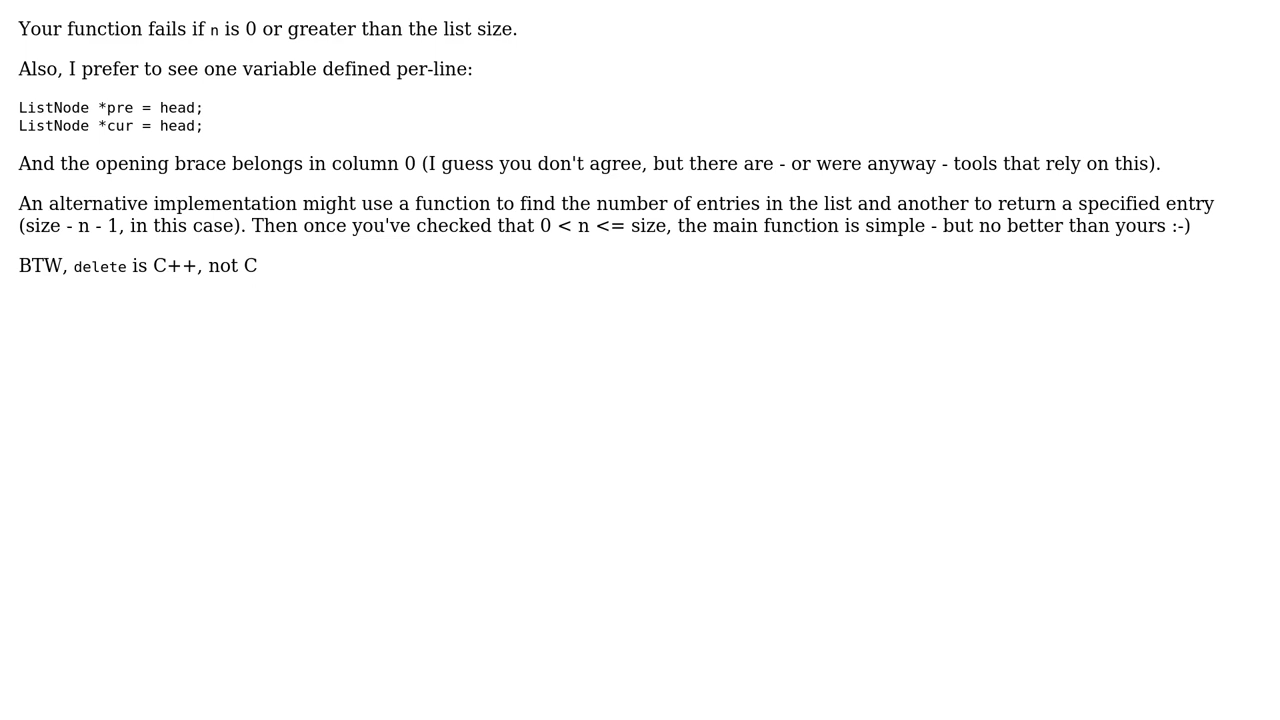 Your function fails if n is 0 or greater than the list size.
Also, I prefer to see one variable defined per-line:
ListNode *pre = head;
ListNode *cur = head;
And the opening brace belongs in column 0 (I guess you don't agree, but there are - or were anyway - tools that rely on this).
An alternative implementation might use a function to find the number of entries in the list and another to return a specified entry
(size - n - 1, in this case). Then once you've checked that 0 < n <= size, the main function is simple - but no better than yours :-)
BTW, delete is C++, not C